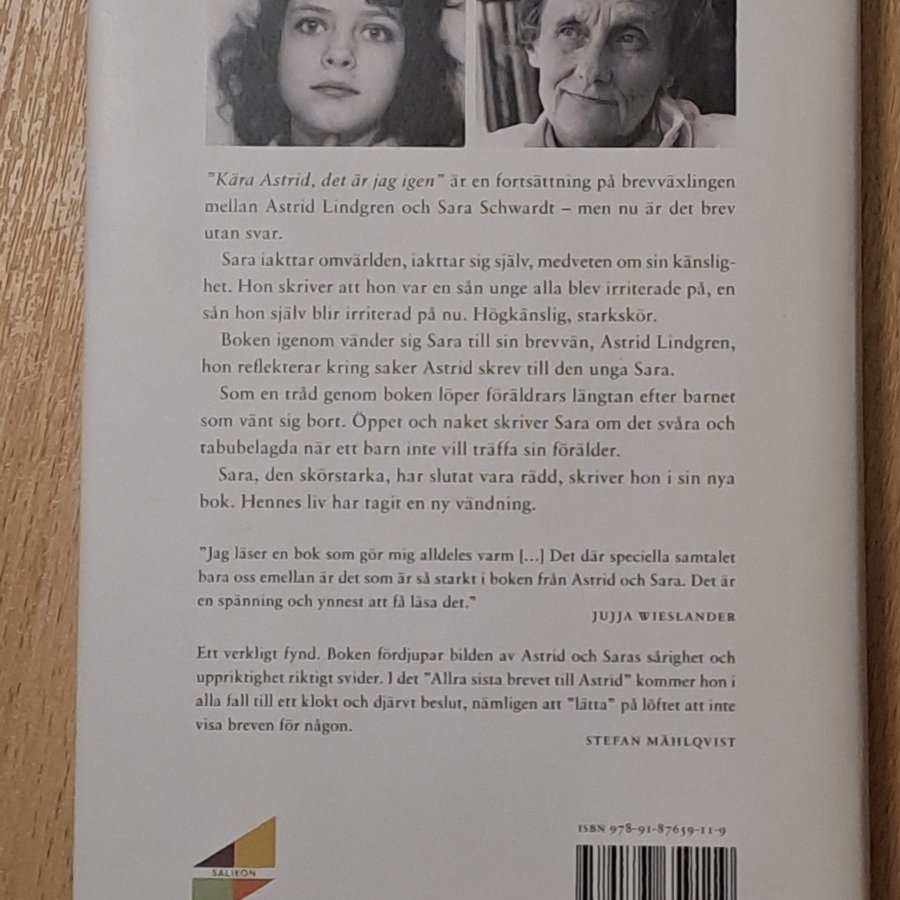 "Kära Astrid, det är jag igen" är en fortsättning på brevväxlingen
mellan Astrid Lindgren och Sara Schwardt – men nu är det brev
utan svar.
Sara iakttar omvärlden, iakttar sig själv, medveten om sin känslig-
het. Hon skriver att hon var en sån unge alla blev irriterade på, en
sån hon själv blir irriterad på nu. Högkänslig, starkskör.
Boken igenom vänder sig Sara till sin brevvän, Astrid Lindgren,
hon reflekterar kring saker Astrid skrev till den unga Sara.
Som en tråd genom boken löper föräldrars längtan efter barnet
som vänt sig bort. Öppet och naket skriver Sara om det svåra och
tabubelagda när ett barn inte vill träffa sin förälder.
Sara, den skörstarka, har slutat vara rädd, skriver hon i sin nya
bok. Hennes liv har tagit en ny vändning.
"Jag läser en bok som gör mig alldeles varm [...] Det där speciella samtalet
bara oss emellan är det som är så starkt i boken från Astrid och Sara. Det är
en spänning och ynnest att få läsa det."
JUJJA WIESLANDER
Ett verkligt fynd. Boken fördjupar bilden av Astrid och Saras sårighet och
uppriktighet riktigt svider. I det "Allra sista brevet till Astrid" kommer hon i
alla fall till ett klokt och djärvt beslut, nämligen att "lätta" på löftet att inte
visa breven för någon.
STEFAN MÄHLQVIST
SALIKON
ISBN 978-91-87659-11-9